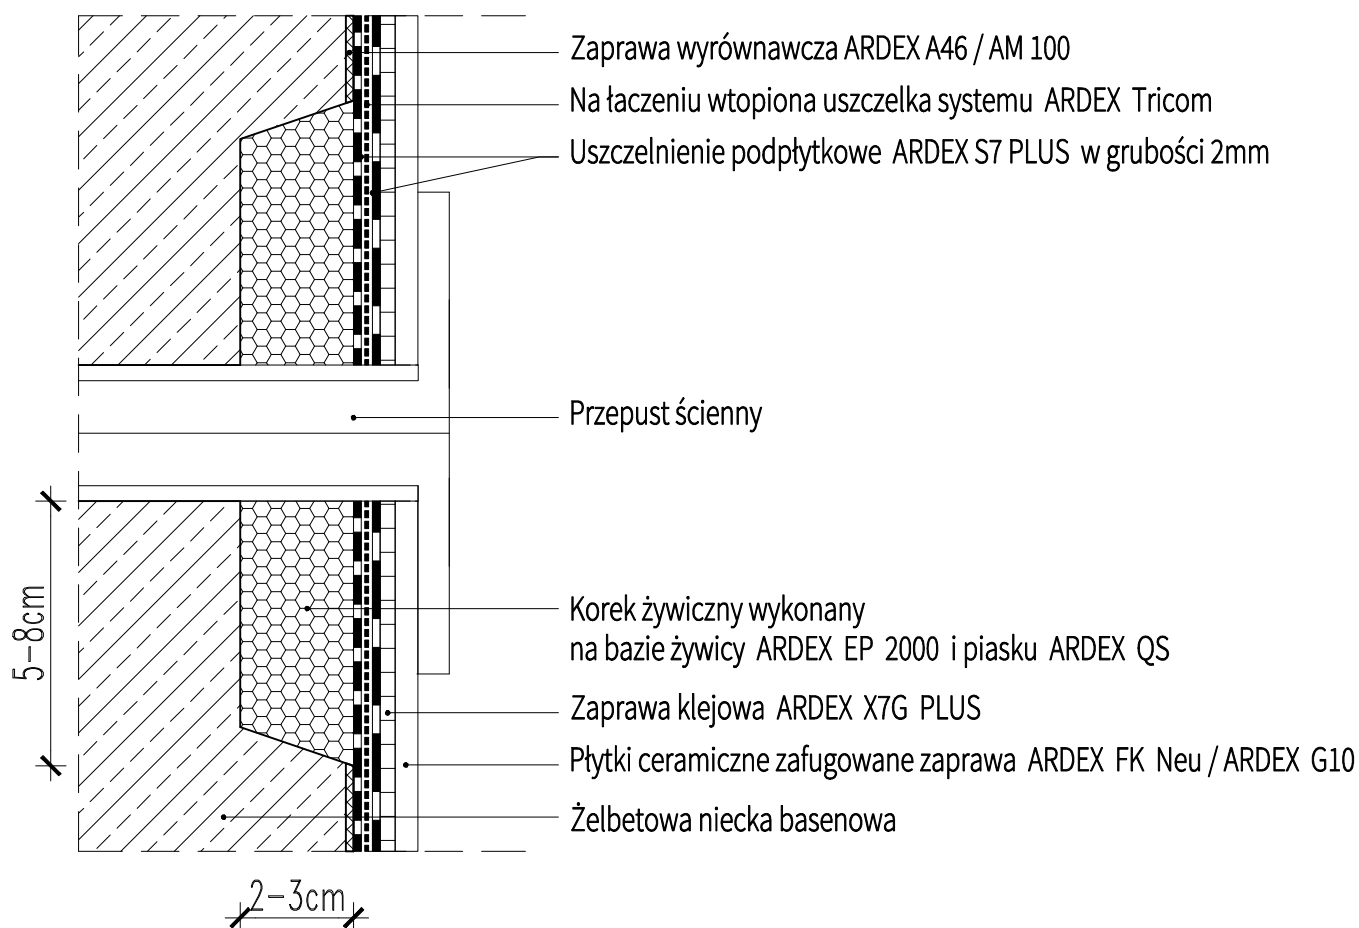 Zaprawa wyrównawcza ARDEX A46 / AM 100
Na łaczeniu wtopiona uszczelka systemu ARDEX Tricom
Uszczelnienie podpłytkowe ARDEX S7 PLUS w grubości 2mm
Przepust ścienny
5-8cm
Korek żywiczny wykonany
na bazie żywicy ARDEX EP 2000 i piasku ARDEX QS
Zaprawa klejowa ARDEX X7G PLUS
Płytki ceramiczne zafugowane zaprawa ARDEX FK Neu / ARDEX G10
Żelbetowa niecka basenowa
2-3cm